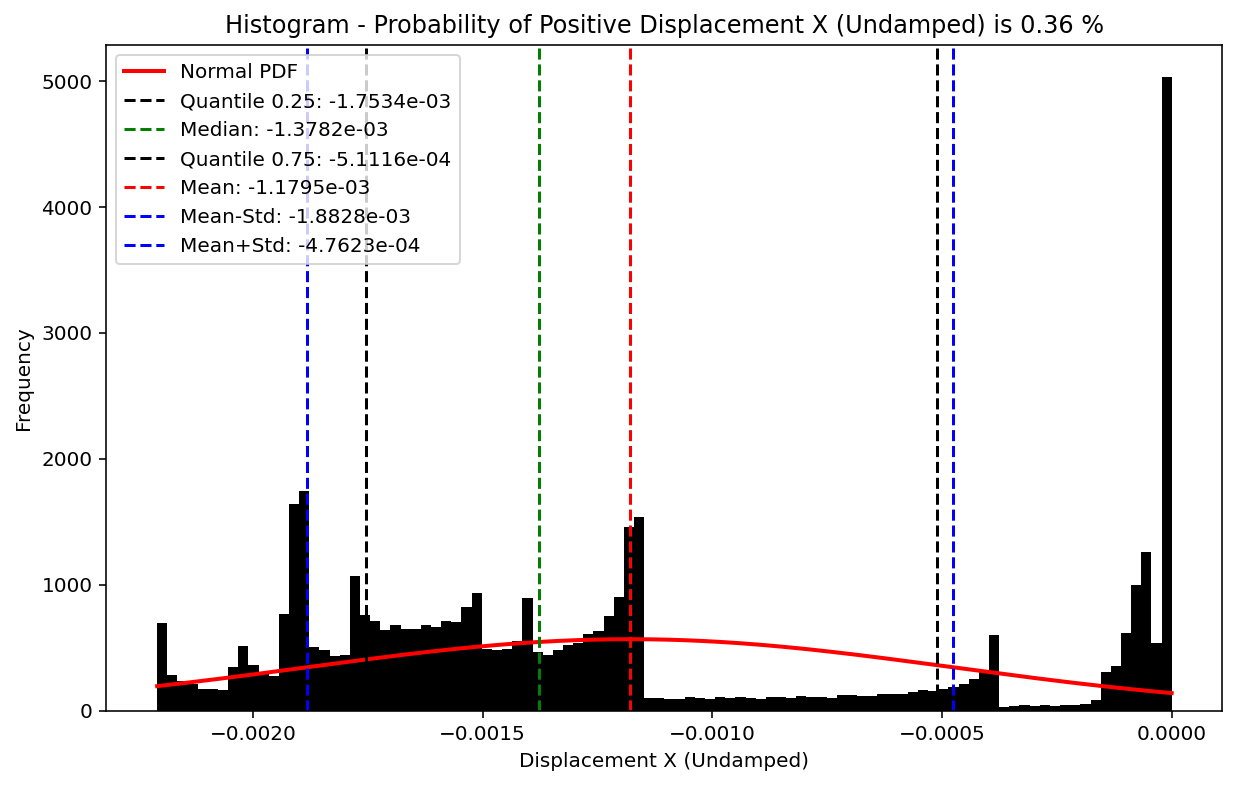 Histogram - Probability of Positive Displacement X (Undamped) is 0.36 %
Normal PDF
Quantile 0.25: -1.7534e-03
Median: -1.3782e-03
Quantile 0.75: -5.1116e-04
Mean: -1.1795e-03
Mean-Std: -1.8828e-03
Mean+Std: -4.7623e-04
Frequency
5000
4000
3000
2000
1000
0
−0.0020
−0.0015
−0.0010
−0.0005
0.0000
Displacement X (Undamped)